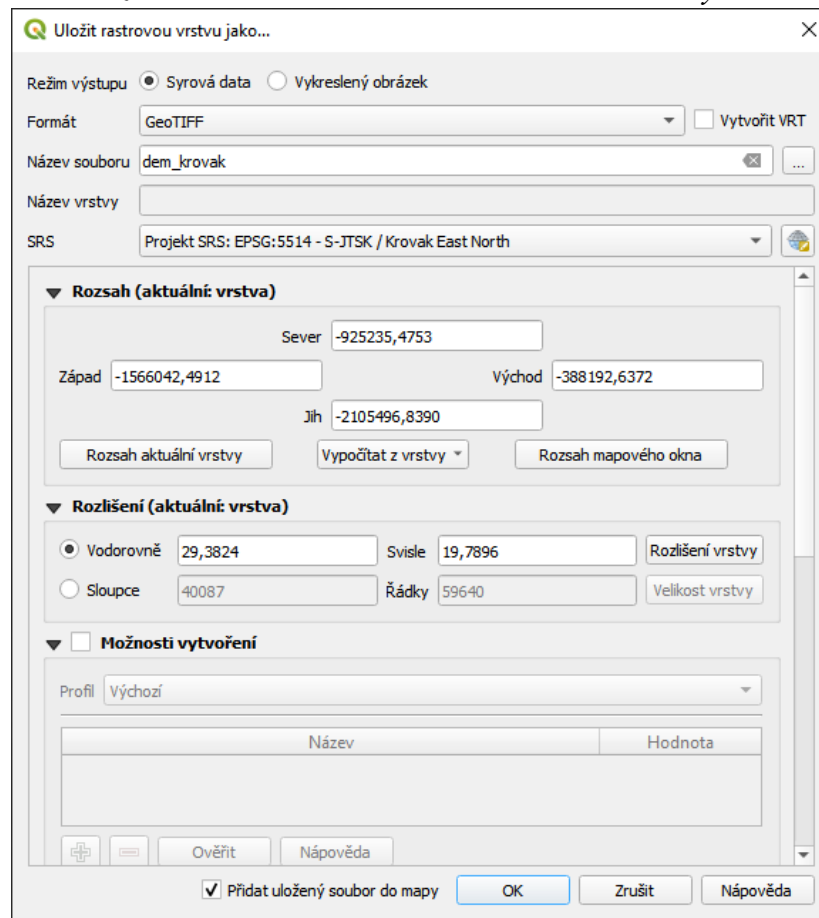 Uložit rastrovou vrstvu jako...
Režim výstupu Syrová data Vykreslený obrázek
Formát GeoTIFF Vytvořit VRT
Název souboru dem_krovak ...
Název vrstvy
SRS Projekt SRS: EPSG:5514 - S-JTSK / Krovak East North
Rozsah (aktuální: vrstva)
Sever -925235,4753
Západ -1566042,4912 Východ -388192,6372
Jih -2105496,8390
Rozsah aktuální vrstvy Vypočítat z vrstvy Rozsah mapového okna
Rozlišení (aktuální: vrstva)
Vodorovně 29,3824 Svisle 19,7896 Rozlišení vrstvy
Sloupce 40087 Řádky 59640 Velikost vrstvy
Možnosti vytvoření
Profil Výchozí
Název Hodnota
Ověřit Nápověda
Přidat uložený soubor do mapy OK Zrušit Nápověda